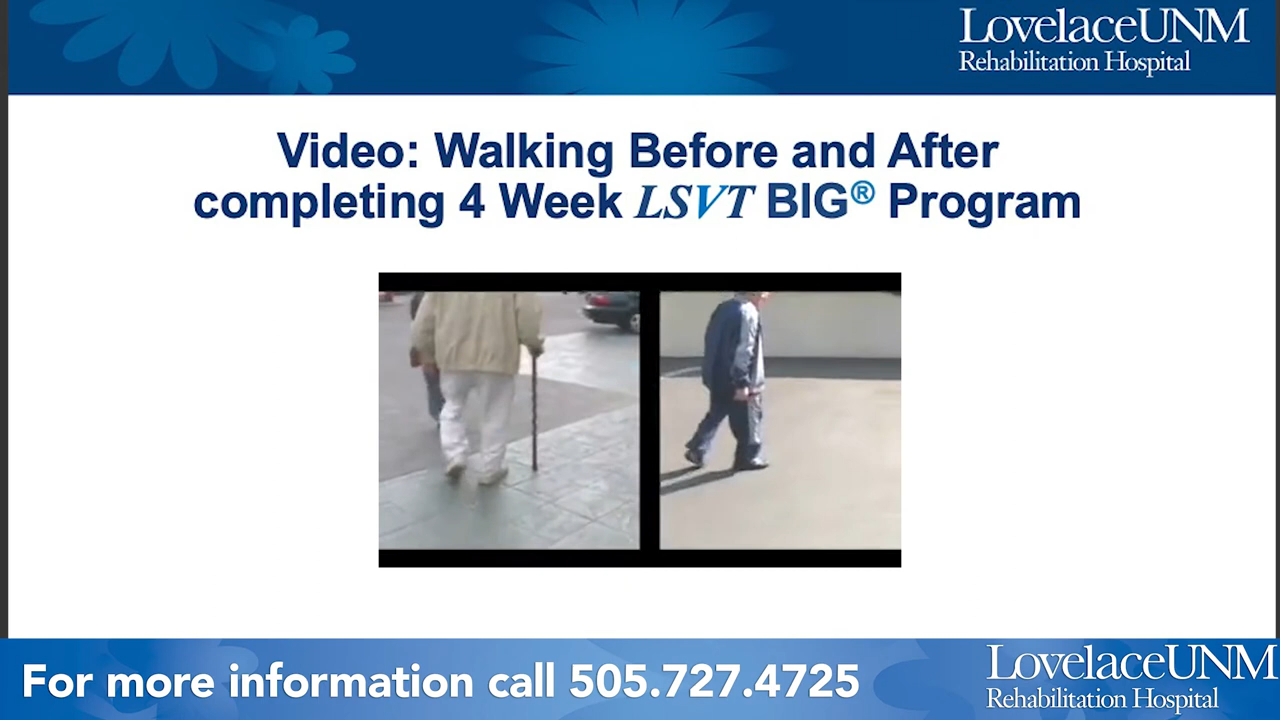 LovelaceUNM
Rehabilitation Hospital
Video: Walking Before and After
completing 4 Week LSVT BIG® Program
For more information call 505.727.4725
LovelaceUNM
Rehabilitation Hospital